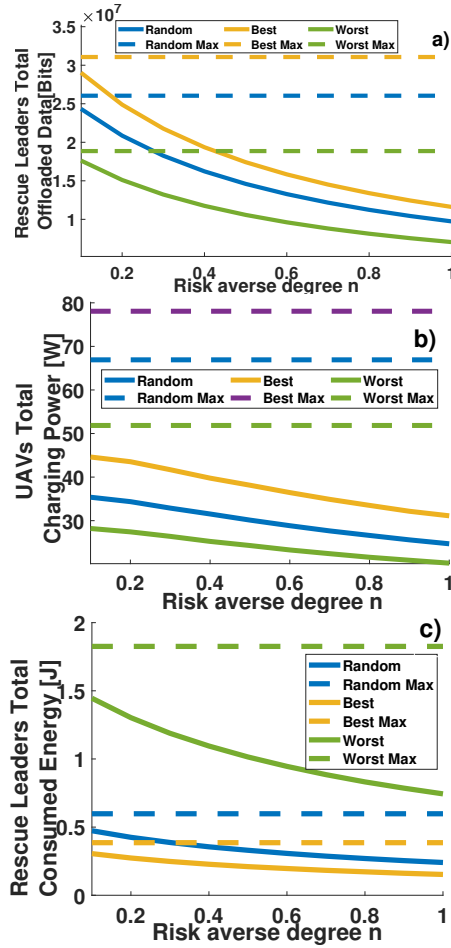 ×10^7
Random Best Worst
Random Max Best Max Worst Max
a)
3.5
3
2.5
2
1.5
1
Rescue Leaders Total
Offloaded Data[Bits]
0.2 0.4 0.6 0.8 1
Risk averse degree n
b)
80
70
60
50
40
30
UAVs Total
Charging Power [W]
Random Best Worst
Random Max Best Max Worst Max
0.2 0.4 0.6 0.8 1
Risk averse degree n
c)
2
1.5
1
0.5
0
Rescue Leaders Total
Consumed Energy [J]
Random
Random Max
Best
Best Max
Worst
Worst Max
0.2 0.4 0.6 0.8 1
Risk averse degree n